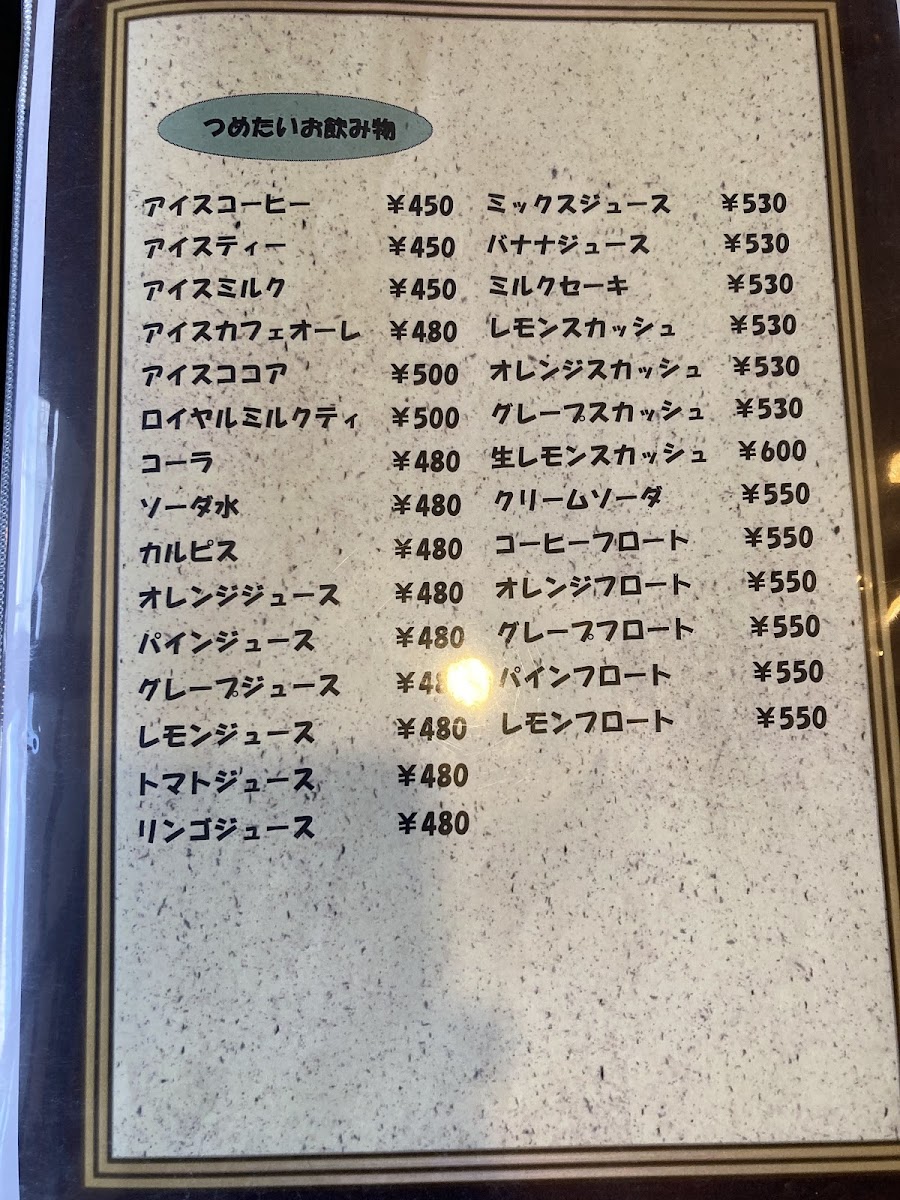 つめたいお飲み物
アイスコーヒー ¥450
アイスティー ¥450
アイスミルク ¥450
アイスカフェオーレ ¥480
アイスココア ¥500
ロイヤルミルクティ ¥500
コーラ ¥480
ソーダ水 ¥480
カルピス ¥480
オレンジジュース ¥480
パインジュース ¥480
グレープジュース
レモンジュース ¥480
トマトジュース ¥480
リンゴジュース ¥480
ミックスジュース ¥530
バナナジュース ¥530
ミルクセーキ ¥530
レモンスカッシュ ¥530
オレンジスカッシュ ¥530
グレープスカッシュ ¥530
生レモンスカッシュ ¥600
クリームソーダ ¥550
コーヒーフロート ¥550
オレンジフロート ¥550
グレープフロート ¥550
パインフロート ¥550
レモンフロート ¥550